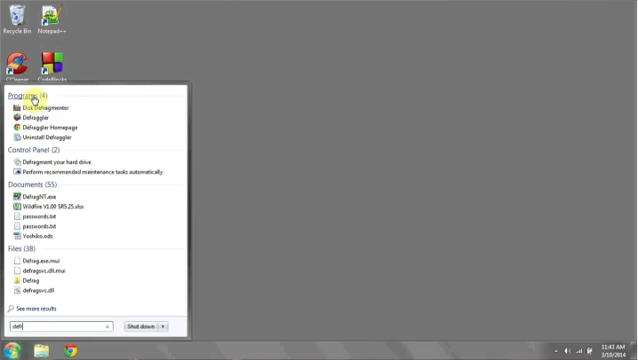 Recycle Bin
Notepad++
CCleaner
CodeBlocks
Programs (4)
Disk Defragmenter
Defraggler
Defraggler Homepage
Uninstall Defraggler
Control Panel (2)
Defragment your hard drive
Perform recommended maintenance tasks automatically
Documents (55)
DefragNT.exe
Wildfire V1.00 SRS.25.xlsx
passwords.txt
passwords.txt
Yoshiko.ods
Files (38)
Defrag.exe.mui
defragsvc.dll.mui
Defrag
defragsvc.dll
See more results
defr
Shut down
11:43 AM
3/10/2014